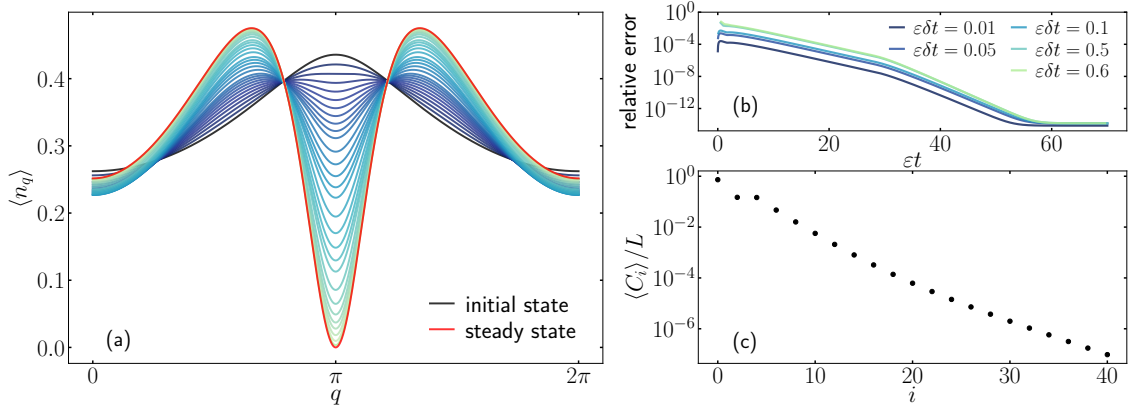 0.4
0.3
0.2
0.1
0.0
⟨n_q⟩
0
π
2π
q
initial state
steady state
(a)
10^0
10^−4
10^−8
10^−12
relative error
0
20
40
60
εt
εδt = 0.01
εδt = 0.05
εδt = 0.1
εδt = 0.5
εδt = 0.6
(b)
10^0
10^−2
10^−4
10^−6
⟨C_i⟩/L
0
10
20
30
40
i
(c)